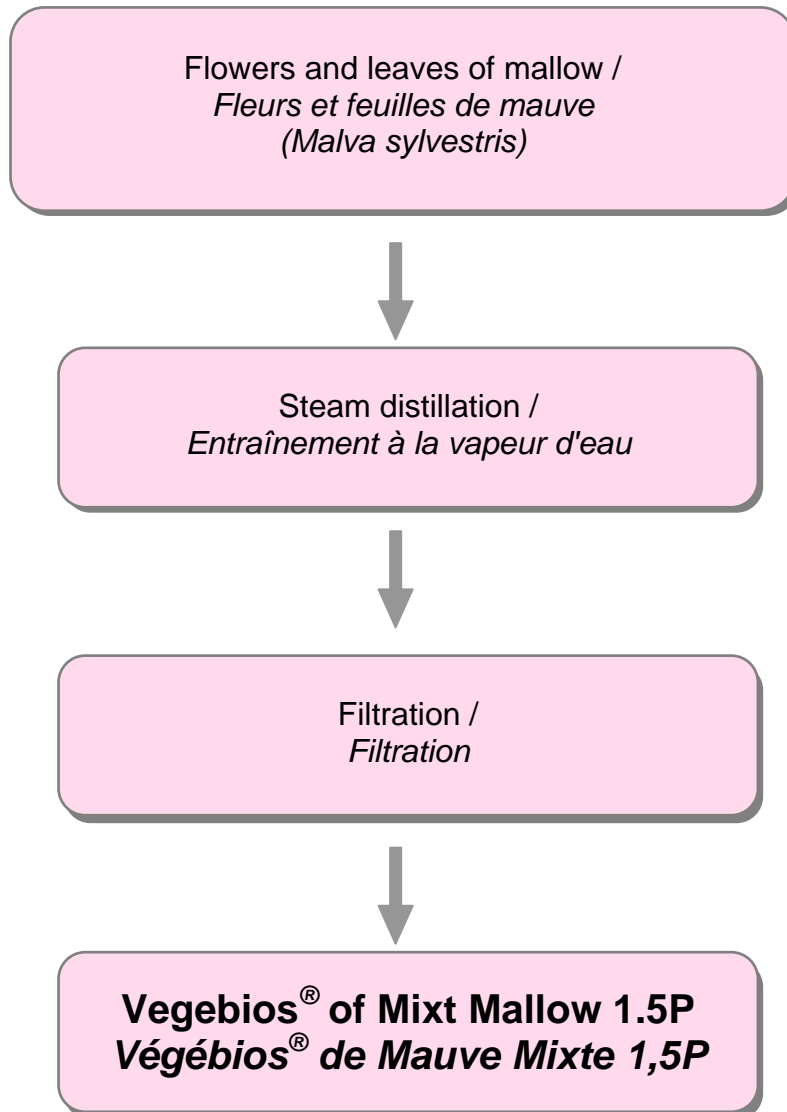 Flowers and leaves of mallow /
Fleurs et feuilles de mauve
(Malva sylvestris)
Steam distillation /
Entraînement à la vapeur d'eau
Filtration /
Filtration
Vegebios® of Mixt Mallow 1.5P
Végébios® de Mauve Mixte 1,5P